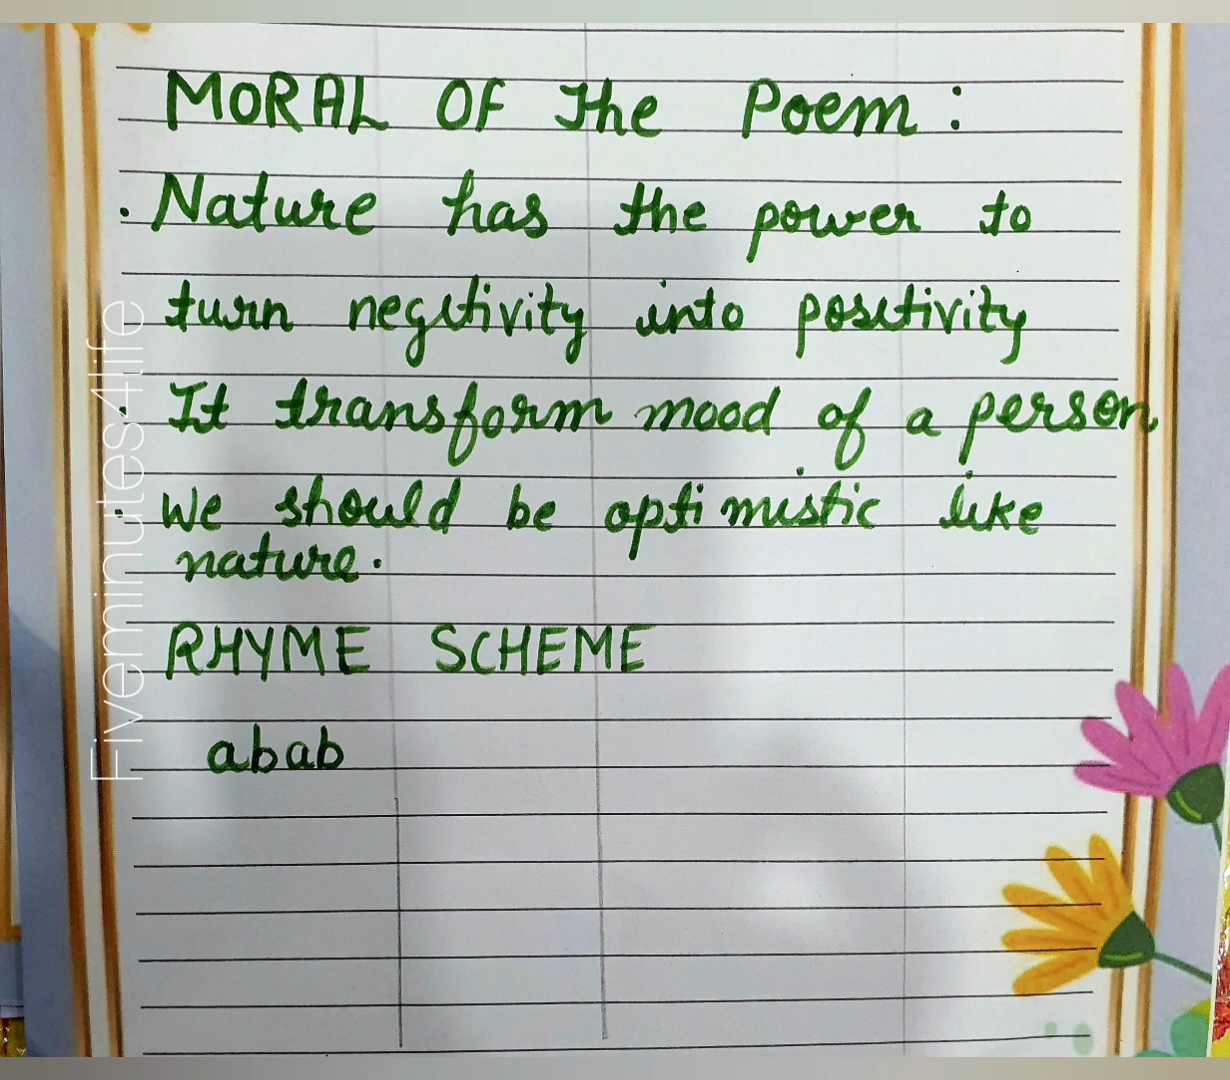 MORAL OF The Poem :
. Nature has the power to
turn negitivity into positivity
. It transform mood of a person
. We should be optimistic like
nature.
RHYME SCHEME
abab
Fiveminutes4life